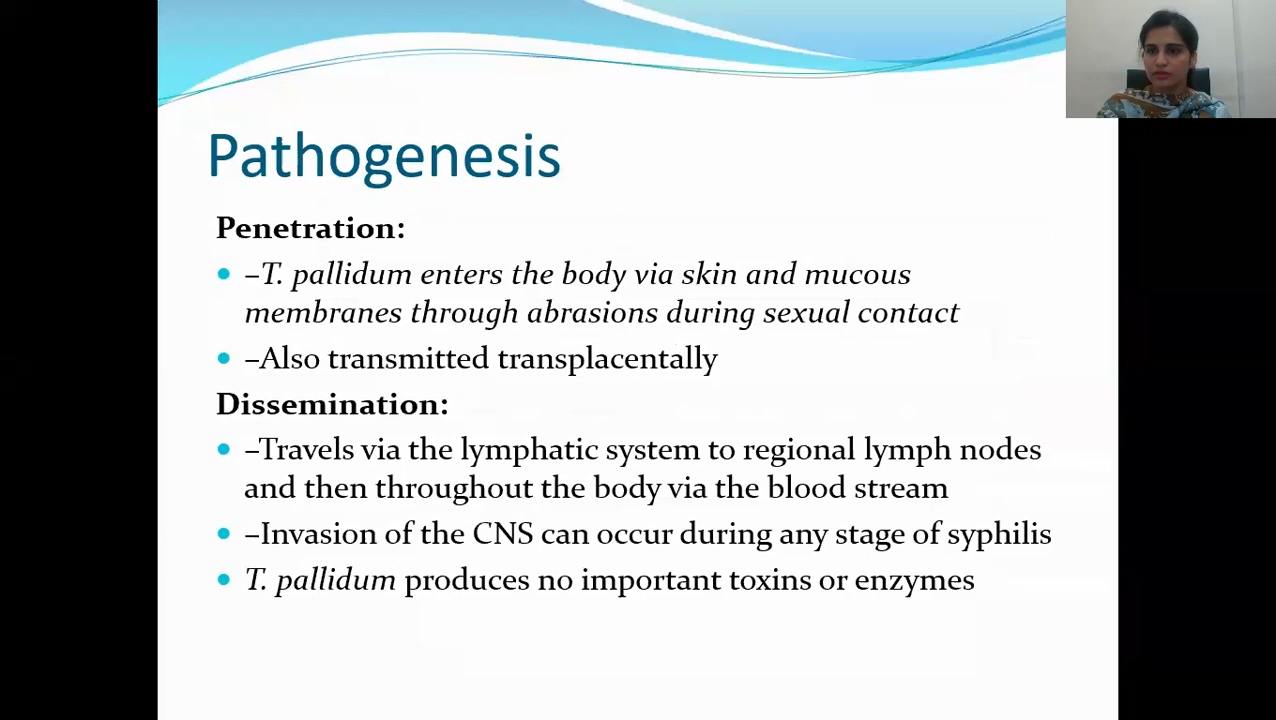 Pathogenesis
Penetration:
–T. pallidum enters the body via skin and mucous
membranes through abrasions during sexual contact
–Also transmitted transplacentally
Dissemination:
–Travels via the lymphatic system to regional lymph nodes
and then throughout the body via the blood stream
–Invasion of the CNS can occur during any stage of syphilis
T. pallidum produces no important toxins or enzymes